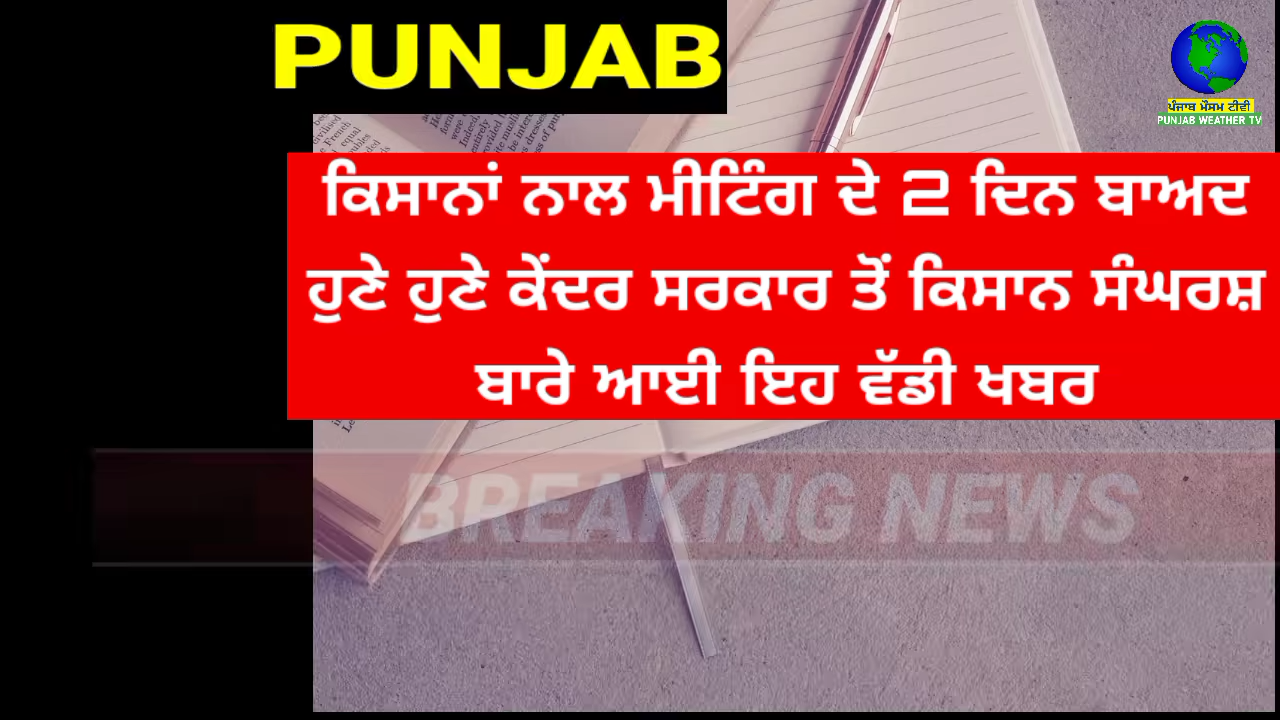 PUNJAB
ਪੰਜਾਬ ਮੌਸਮ ਟੀਵੀ
PUNJAB WEATHER TV
ਕਿਸਾਨਾਂ ਨਾਲ ਮੀਟਿੰਗ ਦੇ 2 ਦਿਨ ਬਾਅਦ
ਹੁਣੇ ਹੁਣੇ ਕੇਂਦਰ ਸਰਕਾਰ ਤੋਂ ਕਿਸਾਨ ਸੰਘਰਸ਼
ਬਾਰੇ ਆਈ ਇਹ ਵੱਡੀ ਖਬਰ
BREAKING NEWS